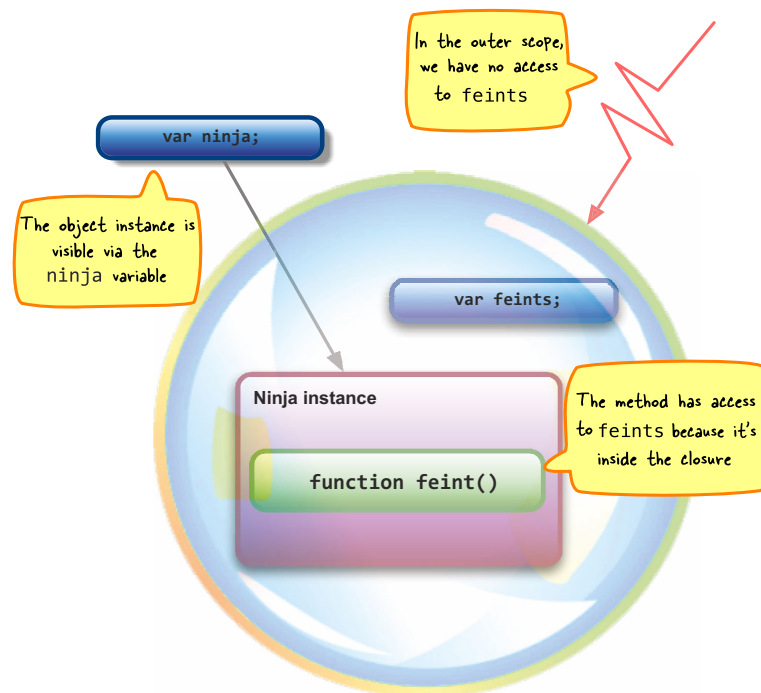 In the outer scope,
we have no access
to feints
var ninja;
The object instance is
visible via the
ninja variable
var feints;
Ninja instance
The method has access
to feints because it's
inside the closure
function feint()